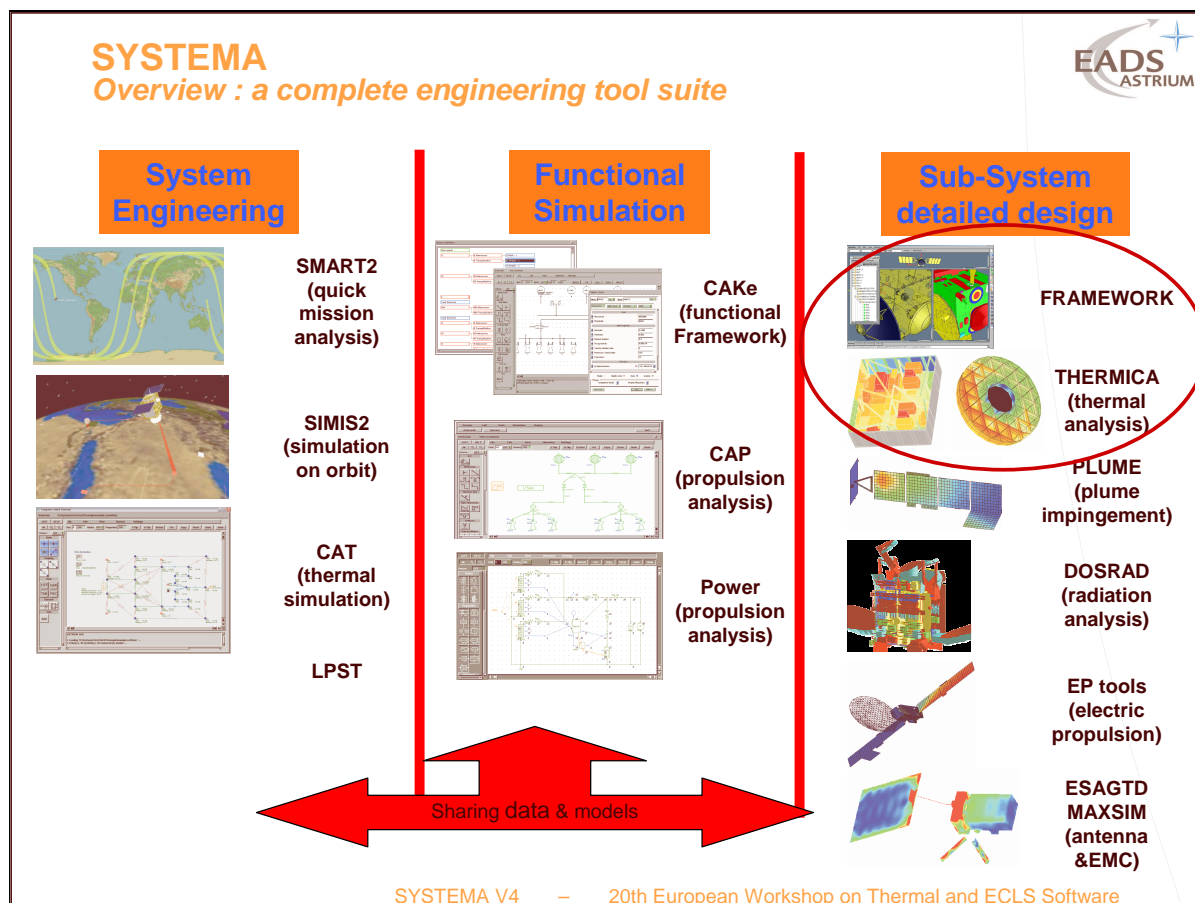 SYSTEMA
Overview : a complete engineering tool suite
EADS
ASTRIUM
System
Engineering
SMART2
(quick
mission
analysis)
SIMIS2
(simulation
on orbit)
CAT
(thermal
simulation)
LPST
Functional
Simulation
CAKe
(functional
Framework)
CAP
(propulsion
analysis)
Power
(propulsion
analysis)
Sub-System
detailed design
FRAMEWORK
THERMICA
(thermal
analysis)
PLUME
(plume
impingement)
DOSRAD
(radiation
analysis)
EP tools
(electric
propulsion)
ESAGTD
MAXSIM
(antenna
&EMC)
Sharing data & models
SYSTEMA V4 – 20th European Workshop on Thermal and ECLS Software